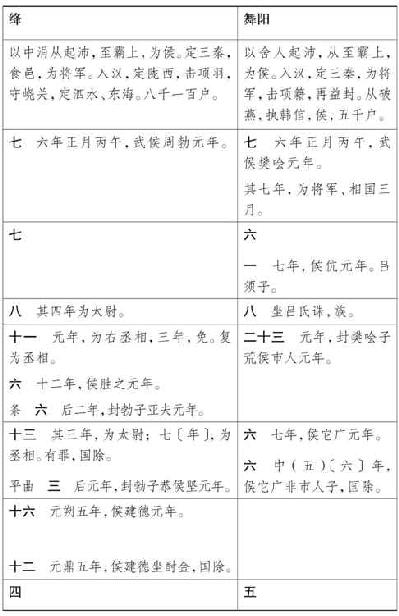 绛
舞阳
以中涓从起沛，至霸上，为侯。定三秦，
食邑，为将军。入汉，定陇西，击项羽，
守峣关，定泗水、东海。八千一百户。
以舍人起沛，从至霸上，
为侯。入汉，定三秦，为将
军，击项籍，再益封。从破
燕，执韩信，侯，五千户。
七 六年正月丙午，武侯周勃元年。
七 六年正月丙午，武
侯樊哙元年。
其七年，为将军、相国三
月。
七
六
一 七年，侯伉元年。吕
须子。
八 其四年为太尉。
八 坐吕氏诛，族。
十一 元年，为右丞相，三年，免。复
为丞相。
六 十二年，侯胜之元年。
条 六 后二年，封勃子亚夫元年。
二十三 元年，封樊哙子
荒侯市人元年。
十三 其三年，为太尉；七〔年〕，为
丞相。有罪，国除。
平曲 三 后元年，封勃子恭侯坚元年。
六 七年，侯它广元年。
六 中（五）〔六〕年，
侯它广非市人子，国除。
十六 元朔五年，侯建德元年。
十二 元鼎五年，侯建德坐酎金，国除。
四
五